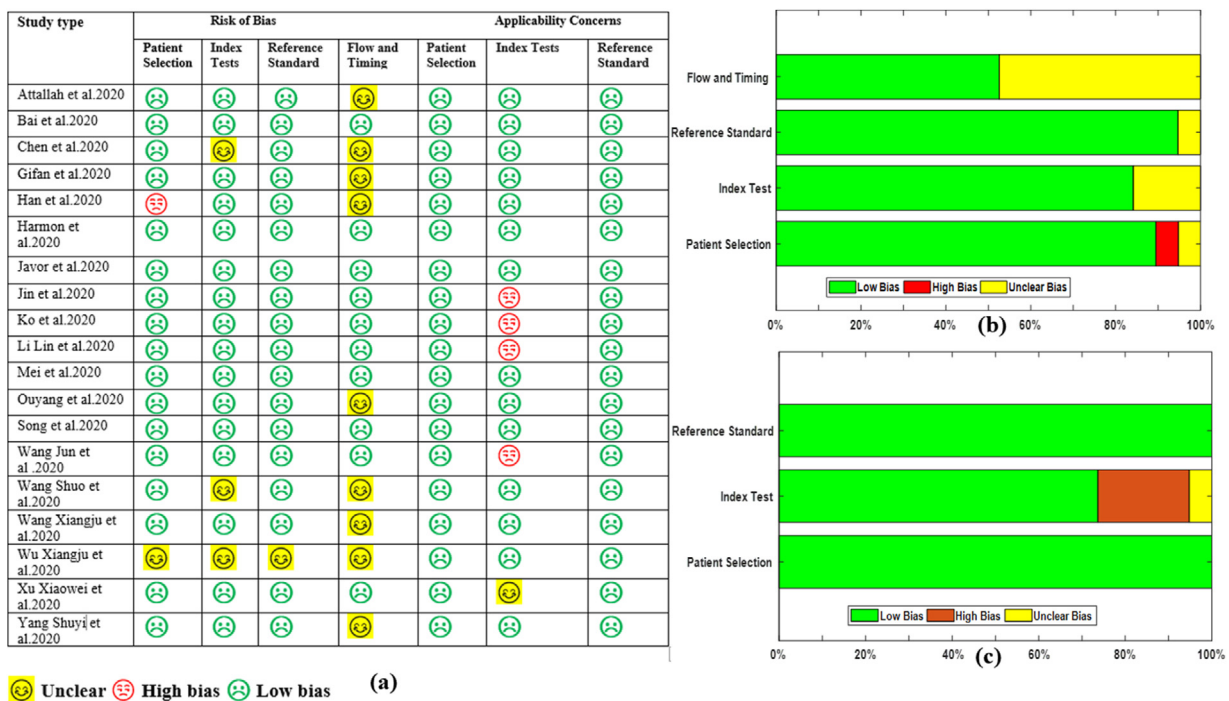 Study type Risk of Bias Applicability Concerns
Patient Index Reference Flow and Patient Index Tests Reference
Selection Tests Standard Timing Selection Standard
Attallah et al.2020
Bai et al.2020
Chen et al.2020
Gifan et al.2020
Han et al.2020
Harmon et
al.2020
Javor et al.2020
Jin et al.2020
Ko et al.2020
Li Lin et al.2020
Mei et al.2020
Ouyang et al.2020
Song et al.2020
Wang Jun et
al .2020
Wang Shuo et
al.2020
Wang Xiangju et
al.2020
Wu Xiangju et
al.2020
Xu Xiaowei et
al.2020
Yang Shuyi et
al.2020
Unclear High bias Low bias (a)
Flow and Timing
Reference Standard
Index Test
Patient Selection
Low Bias High Bias Unclear Bias
0% 20% 40% 60% 80% 100%
(b)
Reference Standard
Index Test
Patient Selection
Low Bias High Bias Unclear Bias
0% 20% 40% 60% 80% 100%
(c)